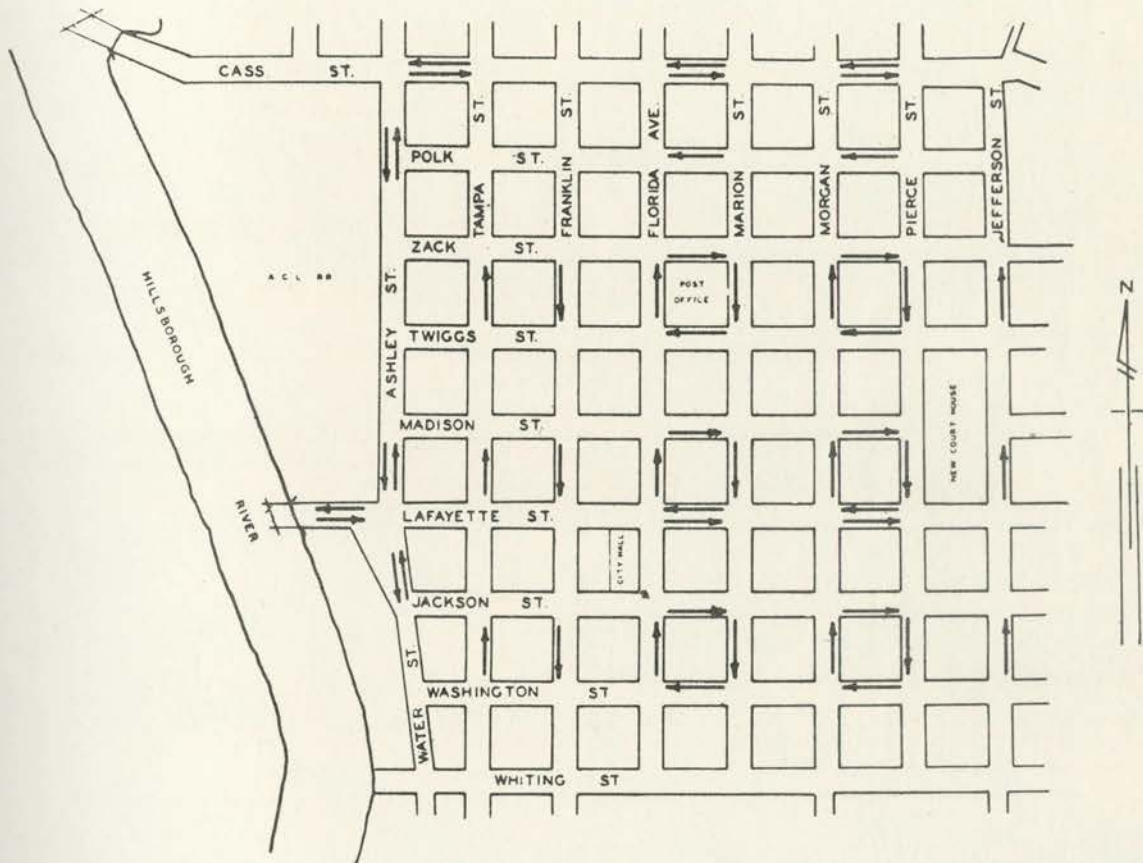 CASS ST.
POLK ST.
ZACK ST.
TWIGGS ST.
MADISON ST.
LAFAYETTE ST.
JACKSON ST.
WASHINGTON ST
WHITING ST
ASHLEY ST.
WATER ST.
TAMPA ST.
FRANKLIN ST.
FLORIDA AVE.
MARION ST.
MORGAN ST.
PIERCE ST.
JEFFERSON ST.
HILLSBOROUGH
RIVER
A C L RR
POST
OFFICE
CITY HALL
NEW COURT HOUSE
N